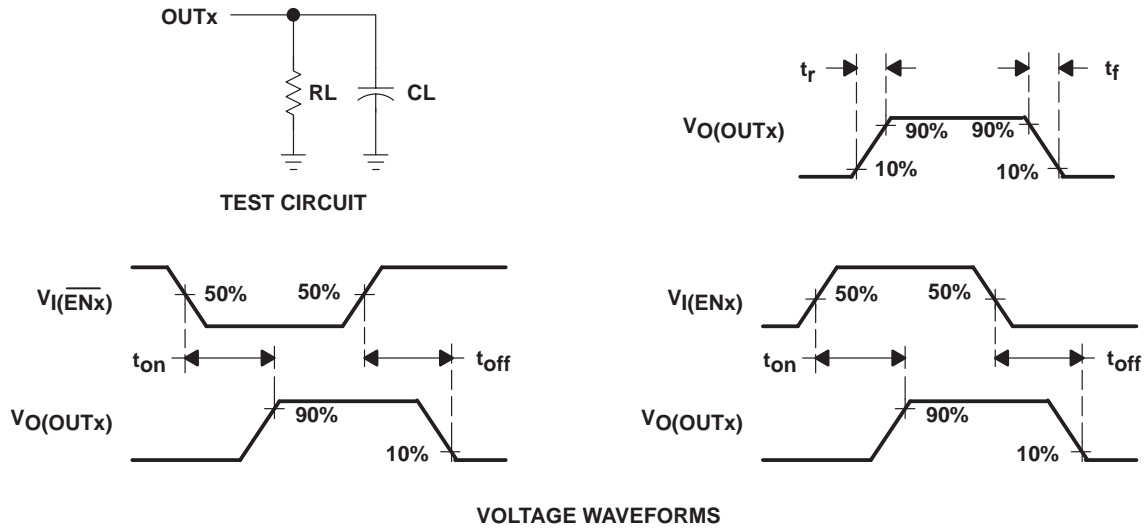 OUTx
RL
CL
TEST CIRCUIT
tr
tf
VO(OUTx)
90%
90%
10%
10%
VI(E̅N̅x̅)
50%
50%
ton
toff
VO(OUTx)
90%
10%
VI(ENx)
50%
50%
ton
toff
VO(OUTx)
90%
10%
VOLTAGE WAVEFORMS